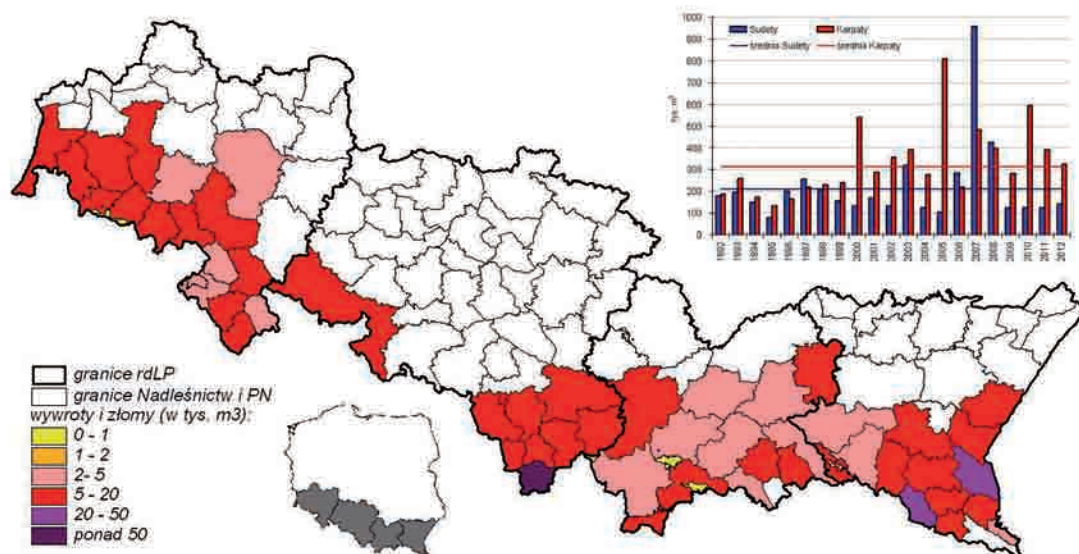 1000
900
800
700
600
500
400
300
200
100
0
tys. m³
Sudety Karpaty
średnia Sudety średnia Karpaty
1992 1993 1994 1995 1996 1997 1998 1999 2000 2001 2002 2003 2004 2005 2006 2007 2008 2009 2010 2011 2012
granice rdLP
granice Nadleśnictw i PN
wywroty i złomy (w tys. m3):
0 - 1
1 - 2
2- 5
5 - 20
20 - 50
ponad 50